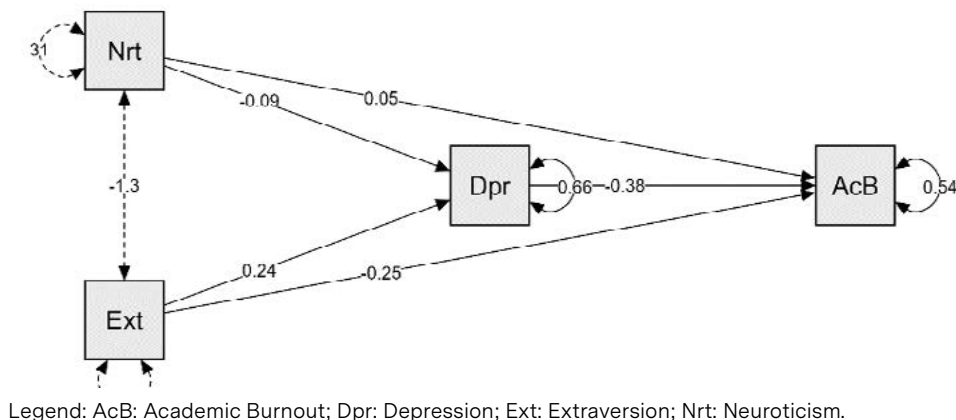 31
Nrt
-0.09
0.05
-1.3
Dpr
0.66
-0.38
AcB
0.54
0.24
-0.25
Ext
Legend: AcB: Academic Burnout; Dpr: Depression; Ext: Extraversion; Nrt: Neuroticism.